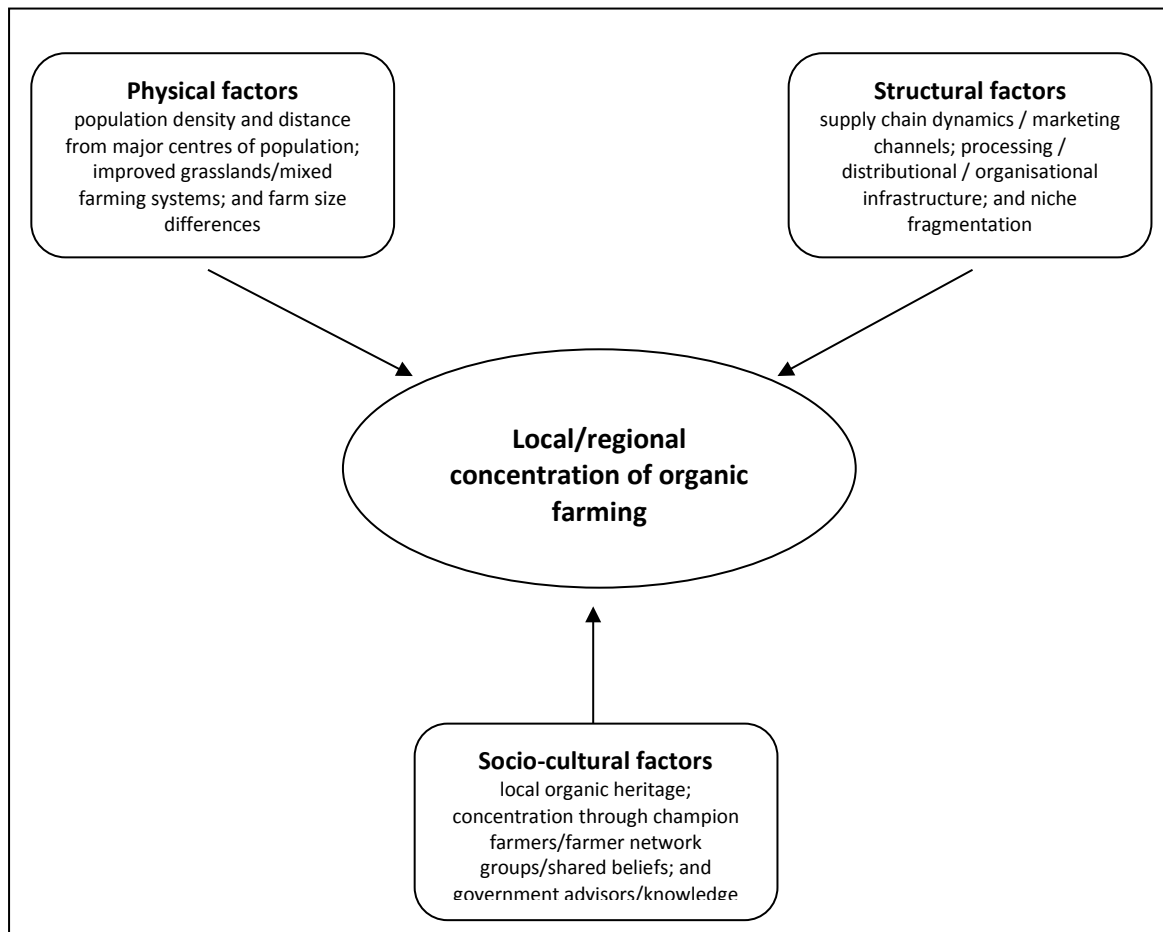 Physical factors
population density and distance
from major centres of population;
improved grasslands/mixed
farming systems; and farm size
differences
Structural factors
supply chain dynamics / marketing
channels; processing /
distributional / organisational
infrastructure; and niche
fragmentation
Local/regional
concentration of organic
farming
Socio-cultural factors
local organic heritage;
concentration through champion
farmers/farmer network
groups/shared beliefs; and
government advisors/knowledge